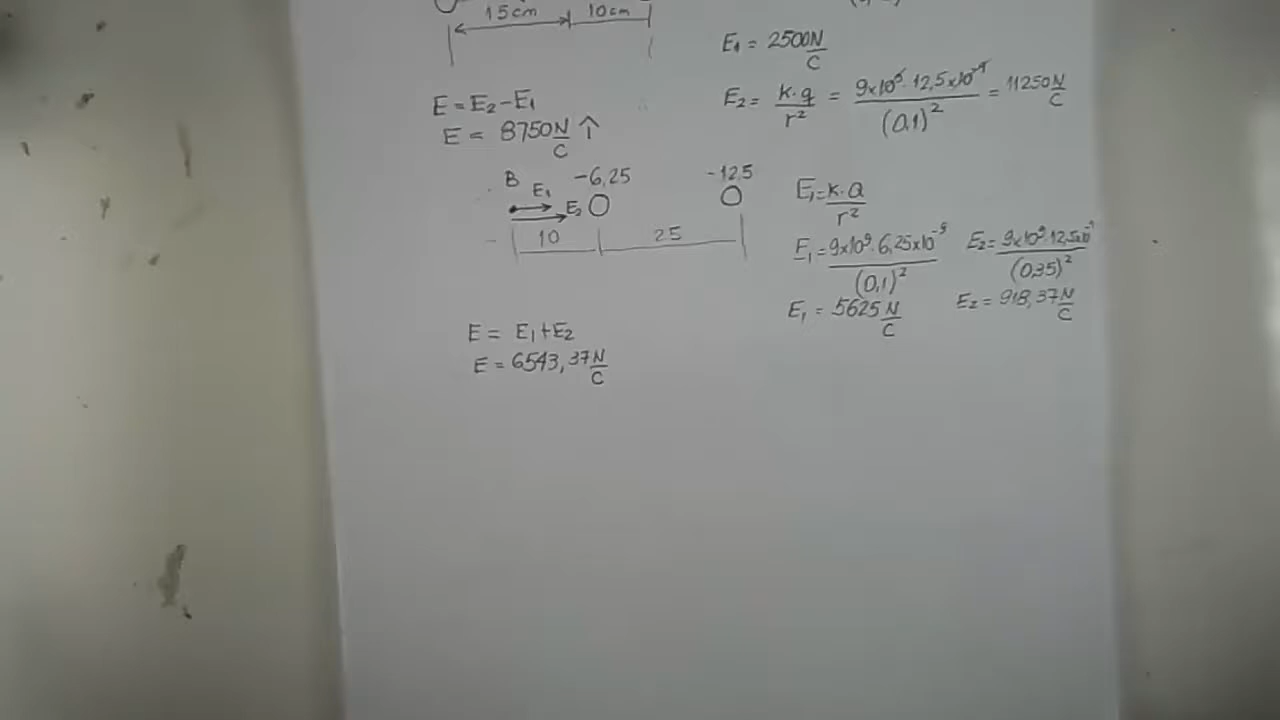 15cm 10cm
E1 = 2500 N/C
E2 = k.q/r² = 9x10⁹. 12,5x10⁻⁹/(0,1)² = 11250 N/C
E = E2 - E1
E = 8750 N/C ↑
B E1 E2 -6,25 -12,5
10 25
E1 = k.Q/r²
E1 = 9x10⁹. 6,25x10⁻⁹/(0,1)² E2 = 9x10⁹. 12,5x10/(0,35)²
E1 = 5625 N/C E2 = 918,37 N/C
E = E1+E2
E = 6543,37 N/C